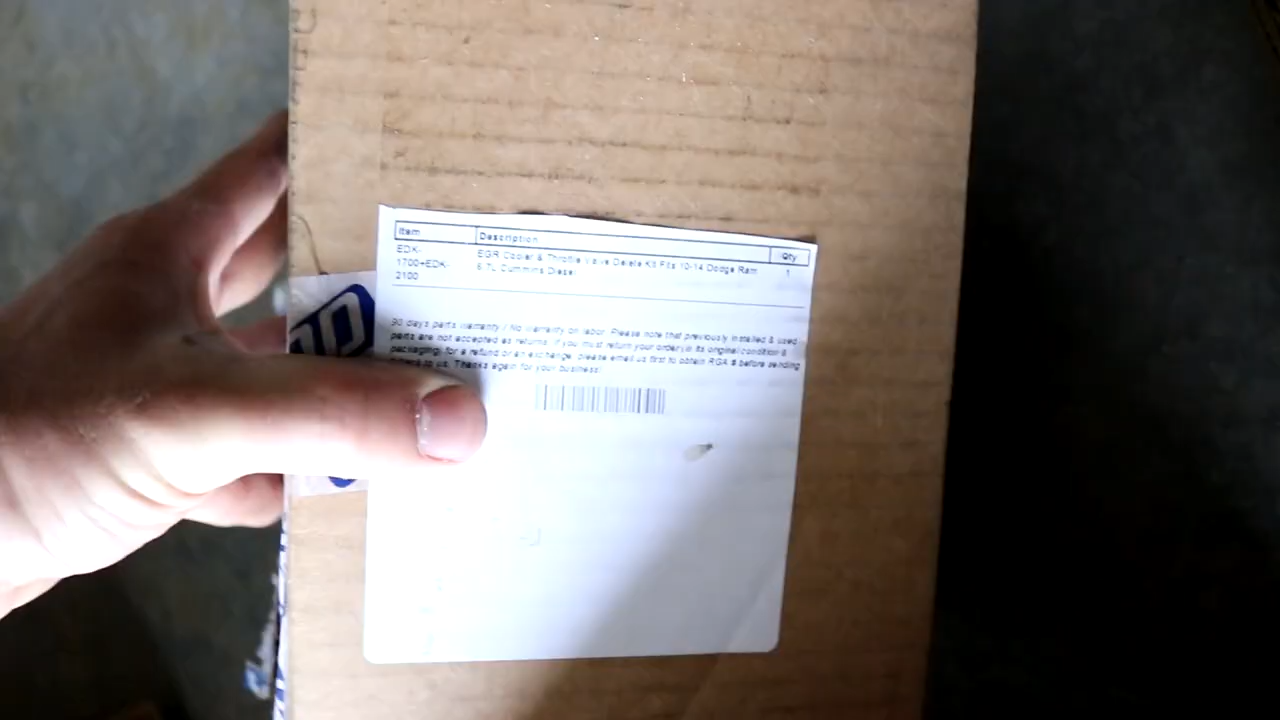 Item Description Qty
EDK-1700+EDK-2100 EGR Cooler & Throttle Valve Delete Kit Fits 10-14 Dodge Ram 1
6.7L Cummins Diesel
90 days parts warranty / No warranty on labor. Please note that previously installed & used
parts are not accepted as returns. If you must return your order(in its original condition &
packaging) for a refund or an exchange, please email us first to obtain RGA # before sending
to us. Thanks again for your business!